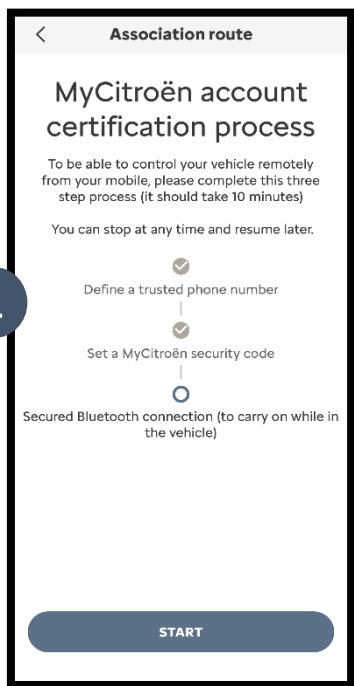 Association route
MyCitroën account
certification process
To be able to control your vehicle remotely
from your mobile, please complete this three
step process (it should take 10 minutes)
You can stop at any time and resume later.
Define a trusted phone number
Set a MyCitroën security code
Secured Bluetooth connection (to carry on while in
the vehicle)
START